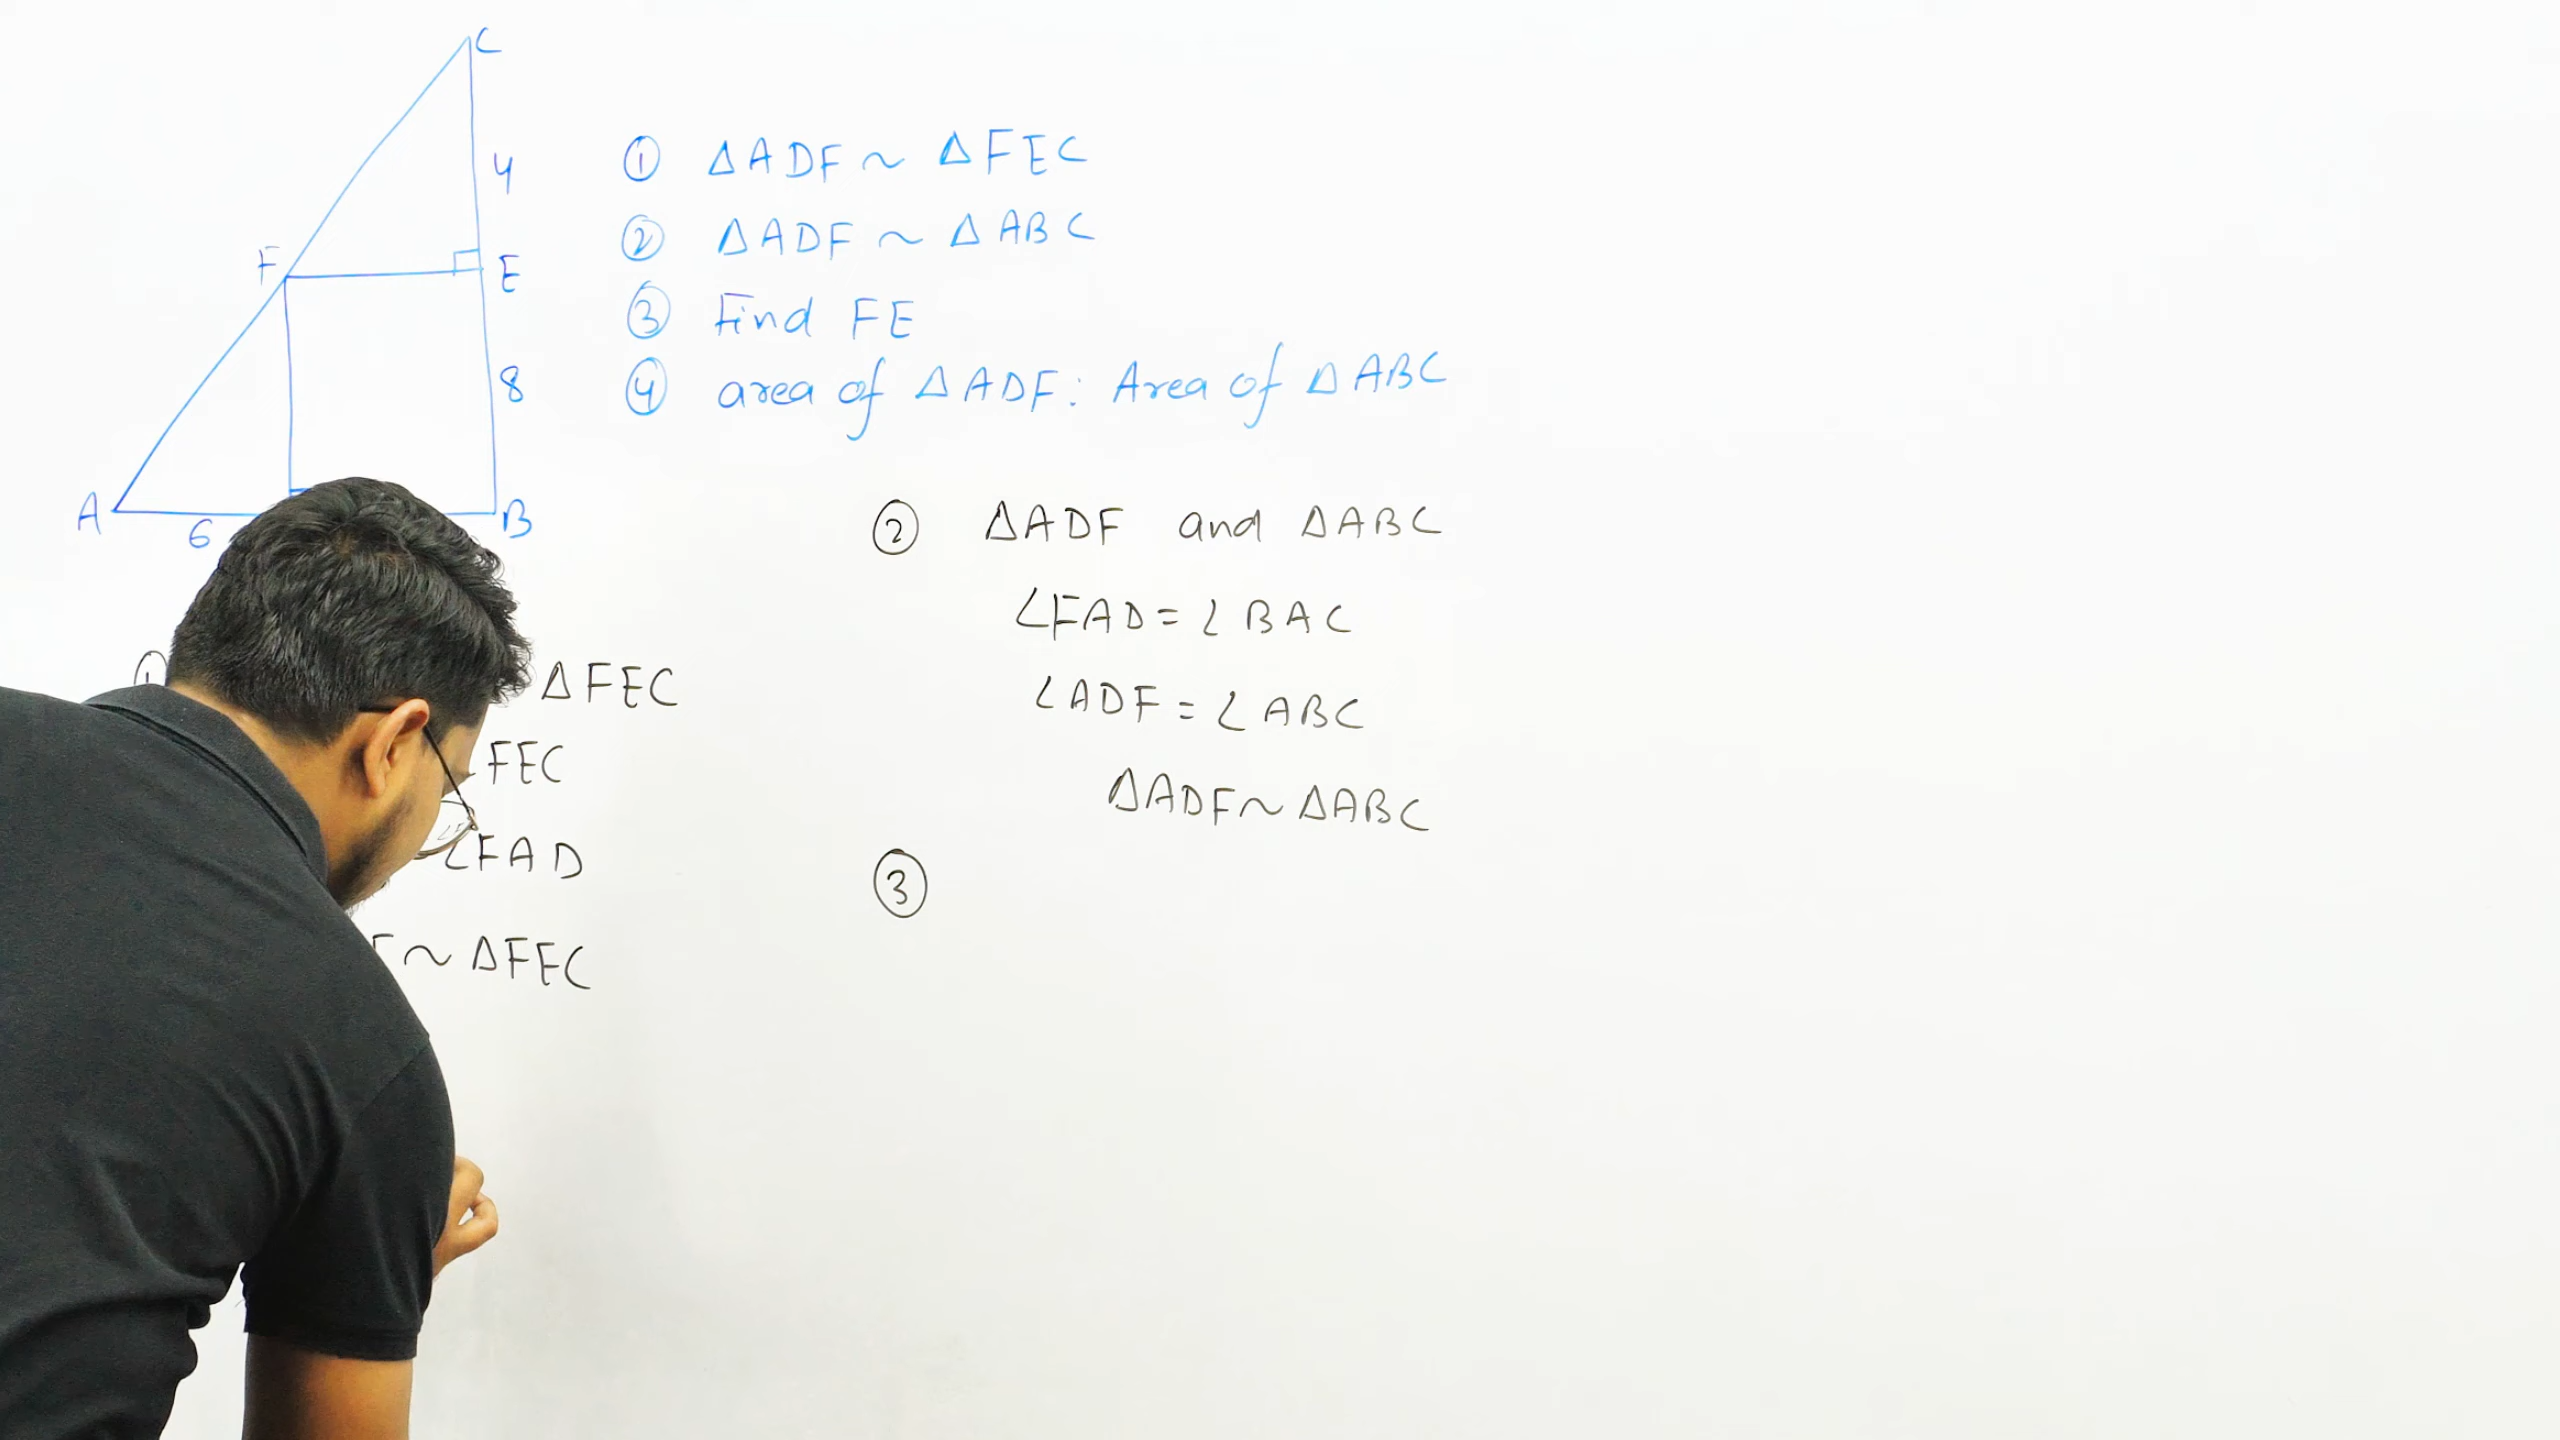 C
4
F
E
8
A
6
B
① ΔADF ~ ΔFEC
② ΔADF ~ ΔABC
③ Find FE
④ area of ΔADF : Area of ΔABC
① ΔFEC
FEC
∠FAD
~ ΔFEC
② ΔADF and ΔABC
∠FAD = ∠BAC
∠ADF = ∠ABC
ΔADF ~ ΔABC
③